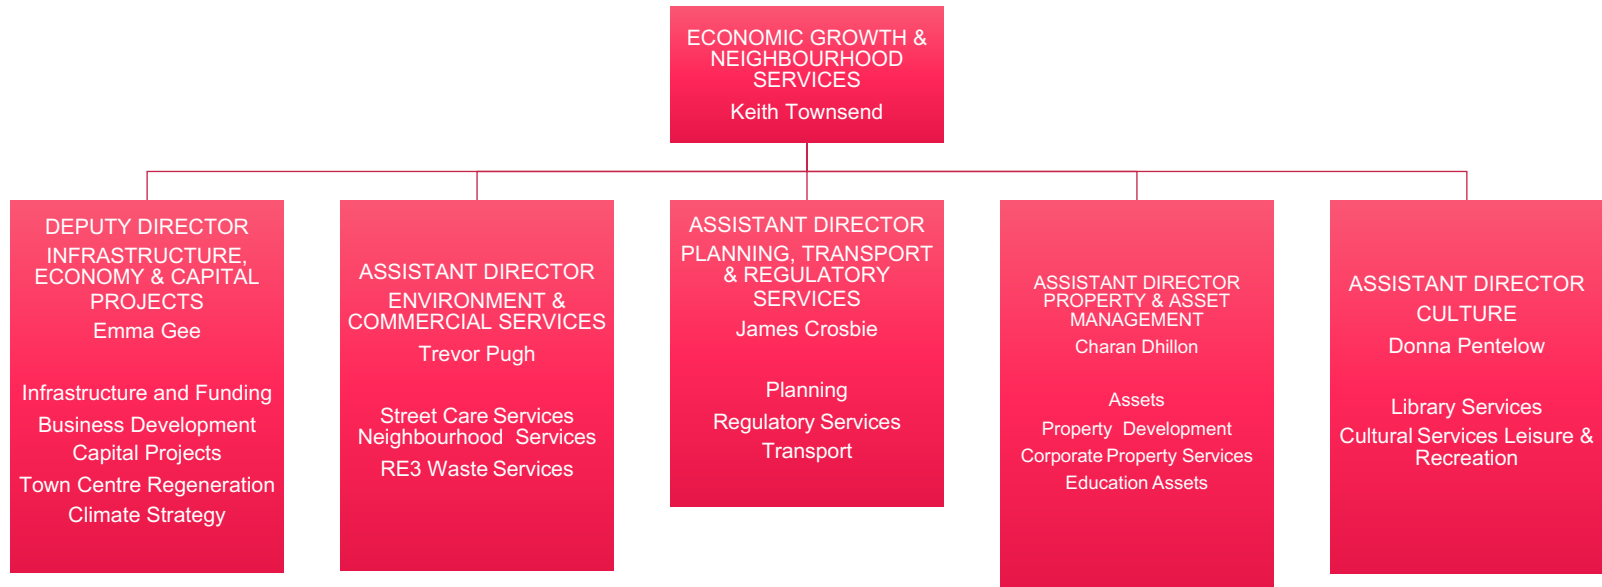 ECONOMIC GROWTH &
NEIGHBOURHOOD
SERVICES
Keith Townsend
DEPUTY DIRECTOR
INFRASTRUCTURE,
ECONOMY & CAPITAL
PROJECTS
Emma Gee
Infrastructure and Funding
Business Development
Capital Projects
Town Centre Regeneration
Climate Strategy
ASSISTANT DIRECTOR
ENVIRONMENT &
COMMERCIAL SERVICES
Trevor Pugh
Street Care Services
Neighbourhood Services
RE3 Waste Services
ASSISTANT DIRECTOR
PLANNING, TRANSPORT
& REGULATORY
SERVICES
James Crosbie
Planning
Regulatory Services
Transport
ASSISTANT DIRECTOR
PROPERTY & ASSET
MANAGEMENT
Charan Dhillon
Assets
Property Development
Corporate Property Services
Education Assets
ASSISTANT DIRECTOR
CULTURE
Donna Pentelow
Library Services
Cultural Services Leisure &
Recreation